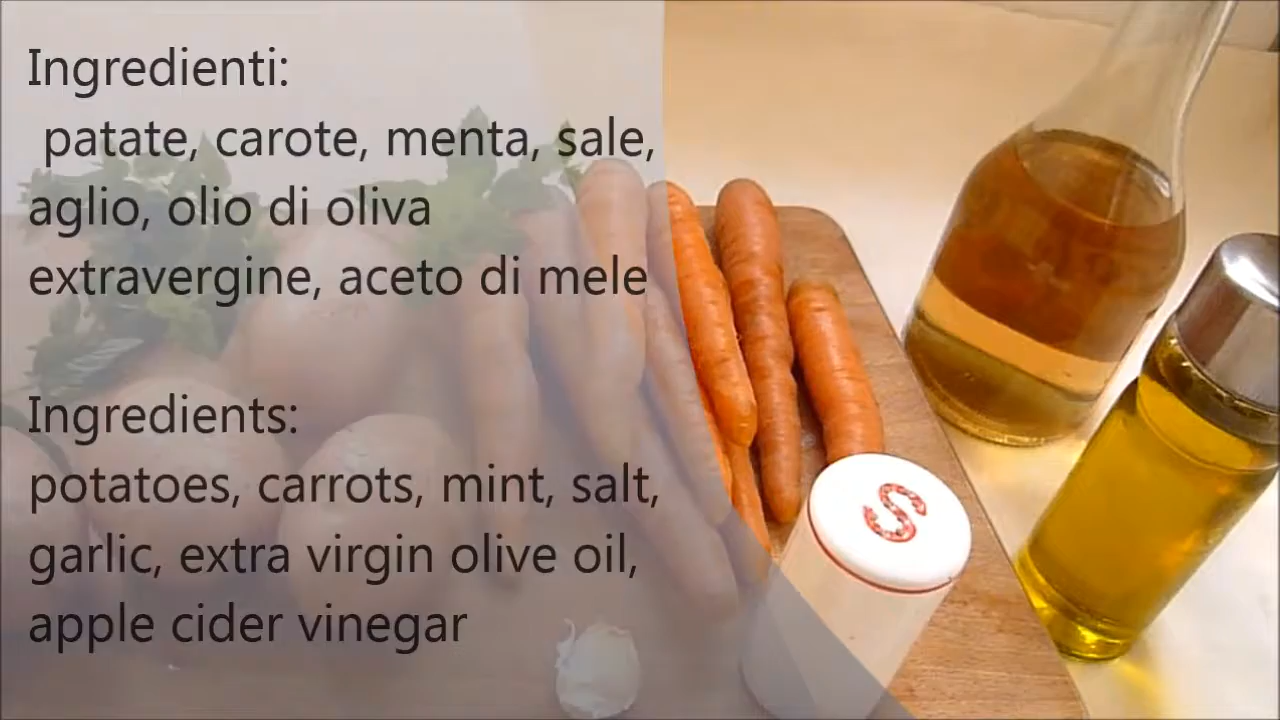 Ingredienti:
patate, carote, menta, sale,
aglio, olio di oliva
extravergine, aceto di mele
Ingredients:
potatoes, carrots, mint, salt,
garlic, extra virgin olive oil,
apple cider vinegar
S